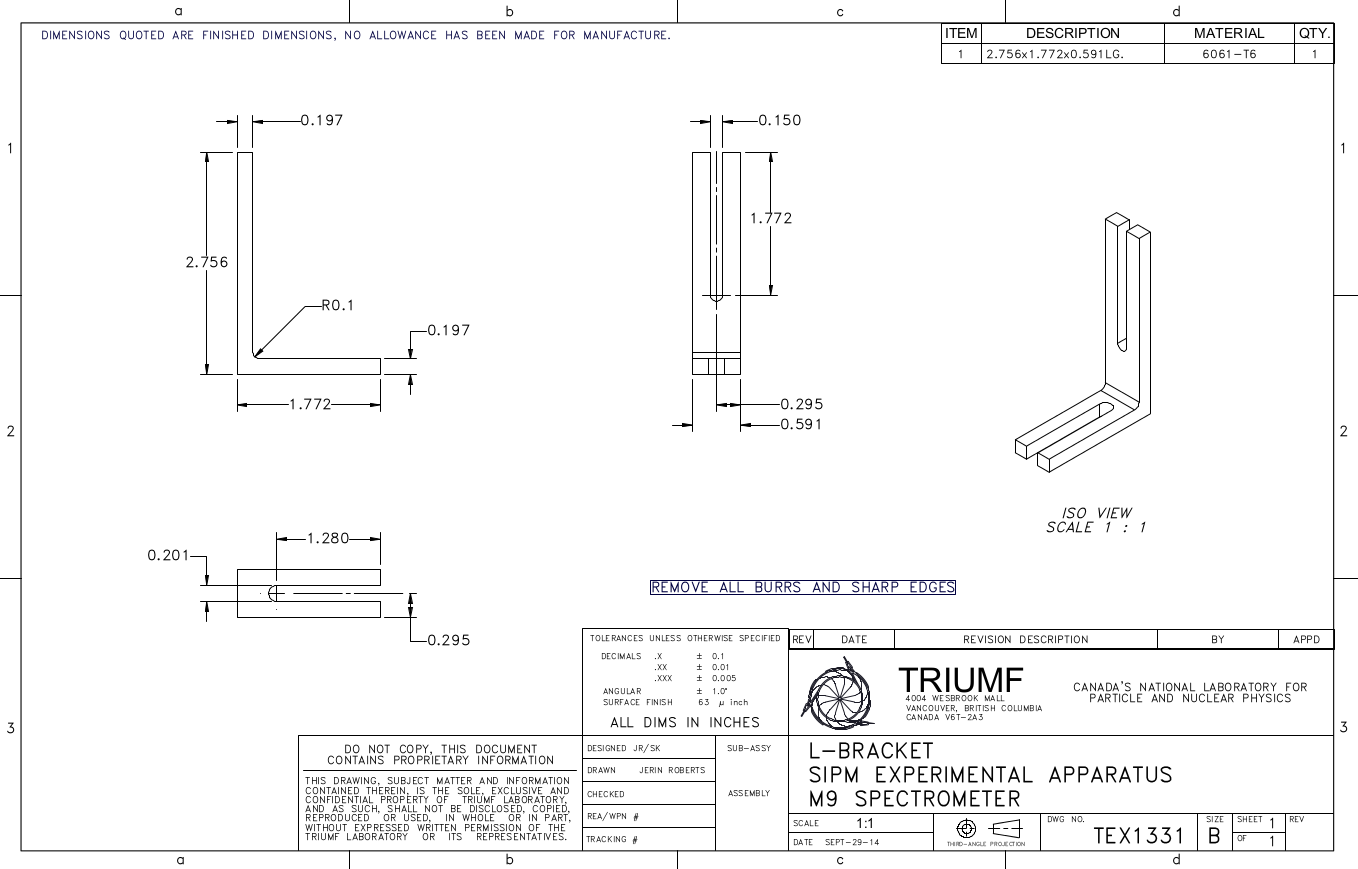 a b c d
DIMENSIONS QUOTED ARE FINISHED DIMENSIONS, NO ALLOWANCE HAS BEEN MADE FOR MANUFACTURE.
ITEM DESCRIPTION MATERIAL QTY.
1 2.756x1.772x0.591LG. 6061-T6 1
0.197
0.150
1 1
1.772
2.756
R0.1
0.197
1.772
0.295
0.591
2 2
ISO VIEW
SCALE 1 : 1
1.280
0.201
0.295
REMOVE ALL BURRS AND SHARP EDGES
TOLERANCES UNLESS OTHERWISE SPECIFIED
DECIMALS .X ± 0.1
.XX ± 0.01
.XXX ± 0.005
ANGULAR ± 1.0°
SURFACE FINISH 63 µ inch
ALL DIMS IN INCHES
REV DATE REVISION DESCRIPTION BY APPD
TRIUMF
4004 WESBROOK MALL
VANCOUVER, BRITISH COLUMBIA
CANADA V6T-2A3
CANADA'S NATIONAL LABORATORY FOR
PARTICLE AND NUCLEAR PHYSICS
3 3
DO NOT COPY, THIS DOCUMENT
CONTAINS PROPRIETARY INFORMATION
THIS DRAWING, SUBJECT MATTER AND INFORMATION
CONTAINED THEREIN, IS THE SOLE, EXCLUSIVE AND
CONFIDENTIAL PROPERTY OF TRIUMF LABORATORY,
AND AS SUCH, SHALL NOT BE DISCLOSED, COPIED,
REPRODUCED OR USED, IN WHOLE OR IN PART,
WITHOUT EXPRESSED WRITTEN PERMISSION OF THE
TRIUMF LABORATORY OR ITS REPRESENTATIVES.
DESIGNED JR/SK
DRAWN JERIN ROBERTS
CHECKED
REA/WPN #
TRACKING #
SUB-ASSY
ASSEMBLY
L-BRACKET
SIPM EXPERIMENTAL APPARATUS
M9 SPECTROMETER
SCALE 1:1
DATE SEPT-29-14
THIRD-ANGLE PROJECTION
DWG NO. TEX1331
SIZE B
SHEET 1
OF 1
REV
a b c d